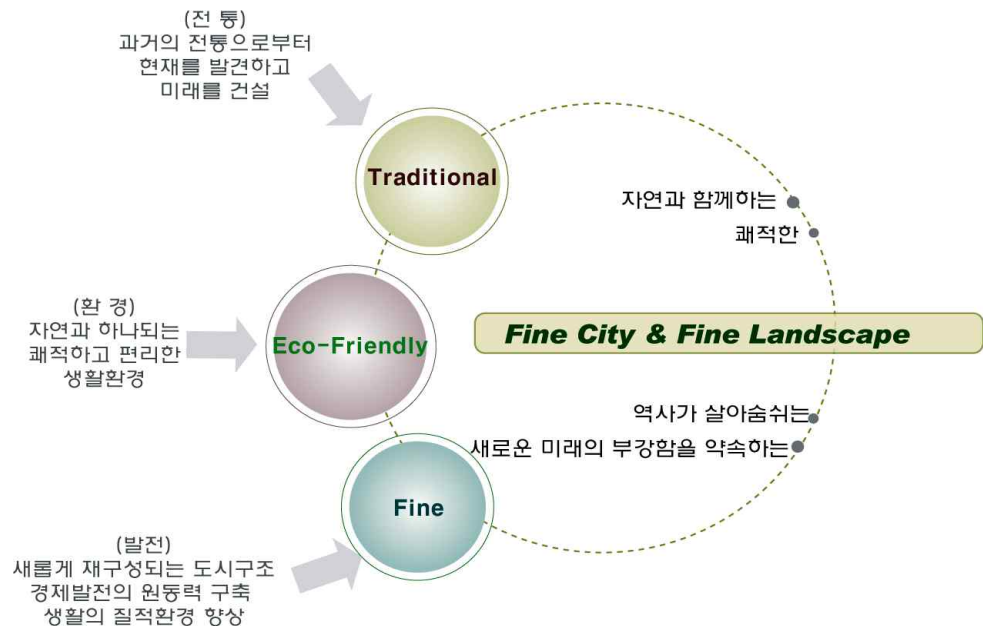 (전 통)
과거의 전통으로부터
현재를 발견하고
미래를 건설
Traditional
자연과 함께하는
쾌적한
(환 경)
자연과 하나되는
쾌적하고 편리한
생활환경
Eco-Friendly
Fine City & Fine Landscape
역사가 살아숨쉬는
새로운 미래의 부강함을 약속하는
Fine
(발전)
새롭게 재구성되는 도시구조
경제발전의 원동력 구축
생활의 질적환경 향상